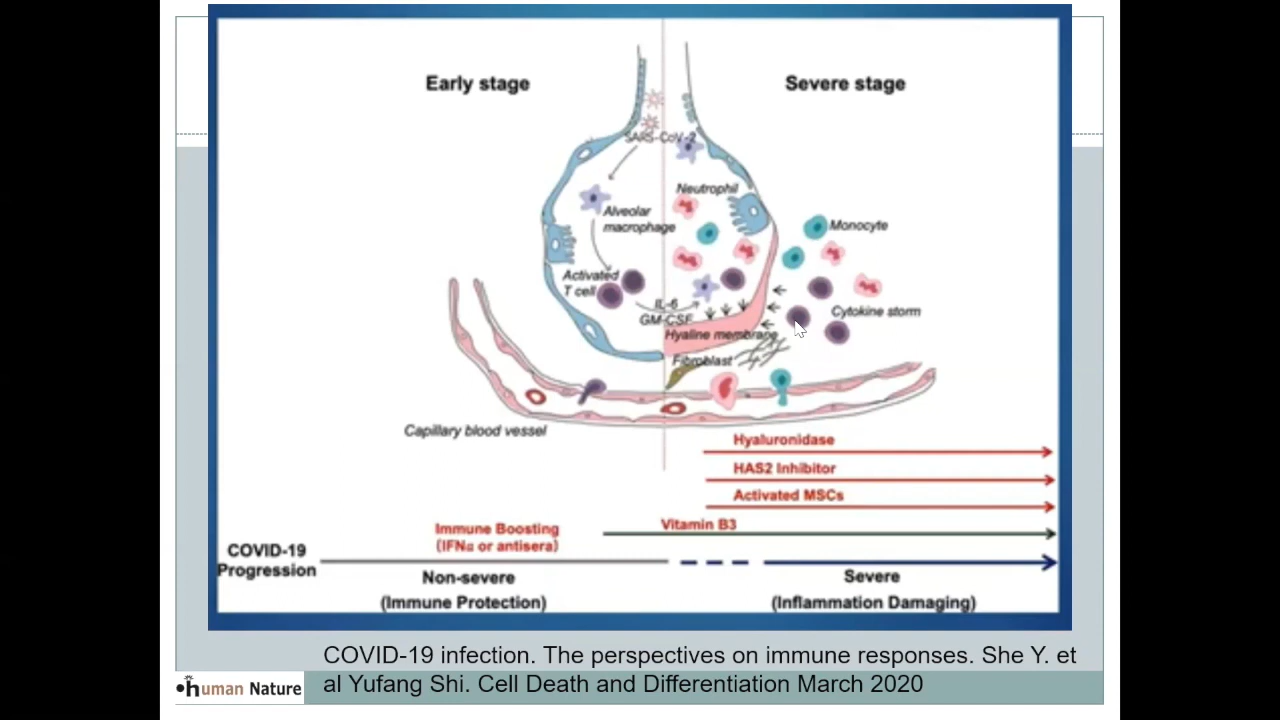 Early stage
Severe stage
SARS-CoV-2
Neutrophil
Alveolar
macrophage
Monocyte
Activated
T cell
IL-6
GM-CSF
Cytokine storm
Hyaline membrane
Fibroblast
Capillary blood vessel
Hyaluronidase
HAS2 Inhibitor
Activated MSCs
Vitamin B3
Immune Boosting
(IFNα or antisera)
COVID-19
Progression
Non-severe
(Immune Protection)
Severe
(Inflammation Damaging)
COVID-19 infection. The perspectives on immune responses. She Y. et
al Yufang Shi. Cell Death and Differentiation March 2020
human Nature